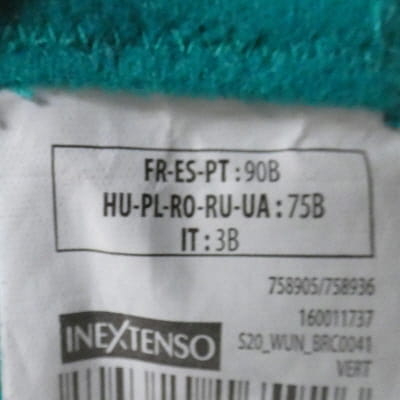 FR-ES-PT : 90B
HU-PL-RO-RU-UA : 75B
IT : 3B
758905/758936
160011737
INEXTENSO
S20_WUN_BRC0041
VERT